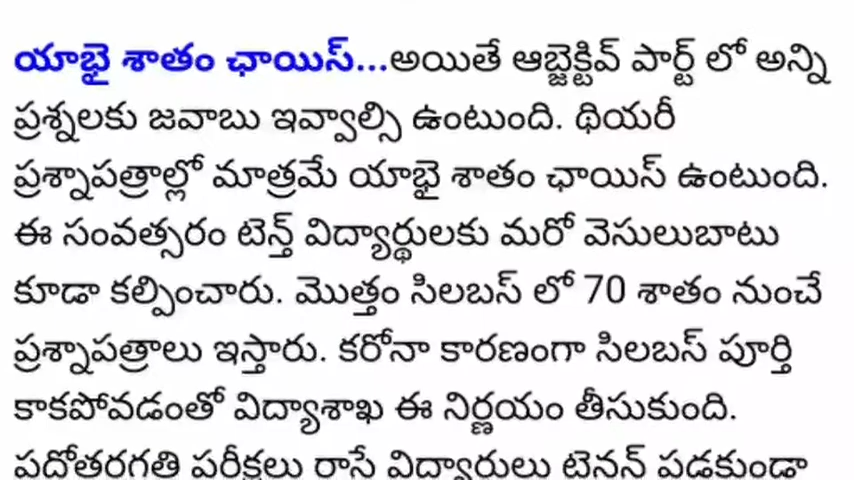 యాభై శాతం ఛాయిస్...అయితే ఆబ్జెక్టివ్ పార్ట్ లో అన్ని
ప్రశ్నలకు జవాబు ఇవ్వాల్సి ఉంటుంది. థియరీ
ప్రశ్నాపత్రాల్లో మాత్రమే యాభై శాతం ఛాయిస్ ఉంటుంది.
ఈ సంవత్సరం టెన్త్ విద్యార్థులకు మరో వెసులుబాటు
కూడా కల్పించారు. మొత్తం సిలబస్ లో 70 శాతం నుంచే
ప్రశ్నాపత్రాలు ఇస్తారు. కరోనా కారణంగా సిలబస్ పూర్తి
కాకపోవడంతో విద్యాశాఖ ఈ నిర్ణయం తీసుకుంది.
పదోతరగతి పరీక్షలు రాసే విద్యార్థులు టెన్షన్ పడకుండా